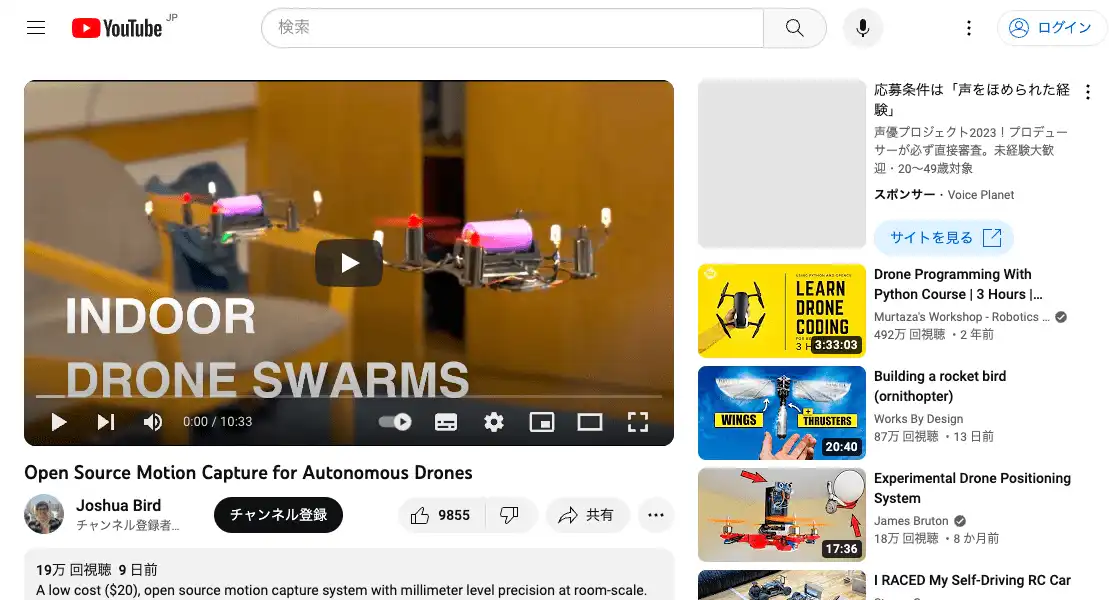 YouTube JP
検索
ログイン
INDOOR
DRONE SWARMS
0:00 / 10:33
Open Source Motion Capture for Autonomous Drones
Joshua Bird
チャンネル登録者...
チャンネル登録
9855
共有
19万 回視聴 9 日前
A low cost ($20), open source motion capture system with millimeter level precision at room-scale.
応募条件は「声をほめられた経
験」
声優プロジェクト2023！プロデュー
サーが必ず直接審査。未経験大歓
迎・20〜49歳対象
スポンサー・Voice Planet
サイトを見る
LEARN
DRONE
CODING
3:33:03
Drone Programming With
Python Course | 3 Hours |...
Murtaza's Workshop - Robotics ...
492万 回視聴・2 年前
WINGS
+
THRUSTERS
20:40
Building a rocket bird
(ornithopter)
Works By Design
87万 回視聴・13 日前
17:36
Experimental Drone Positioning
System
James Bruton
18万 回視聴・8 か月前
I RACED My Self-Driving RC Car